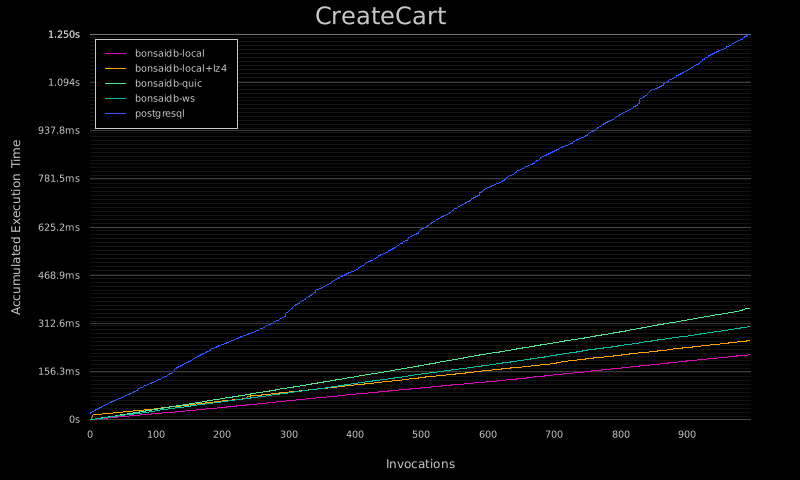 CreateCart
1.250s
1.094s
937.8ms
781.5ms
625.2ms
468.9ms
312.6ms
156.3ms
0s
Accumulated Execution Time
bonsaidb-local
bonsaidb-local+lz4
bonsaidb-quic
bonsaidb-ws
postgresql
0 100 200 300 400 500 600 700 800 900
Invocations